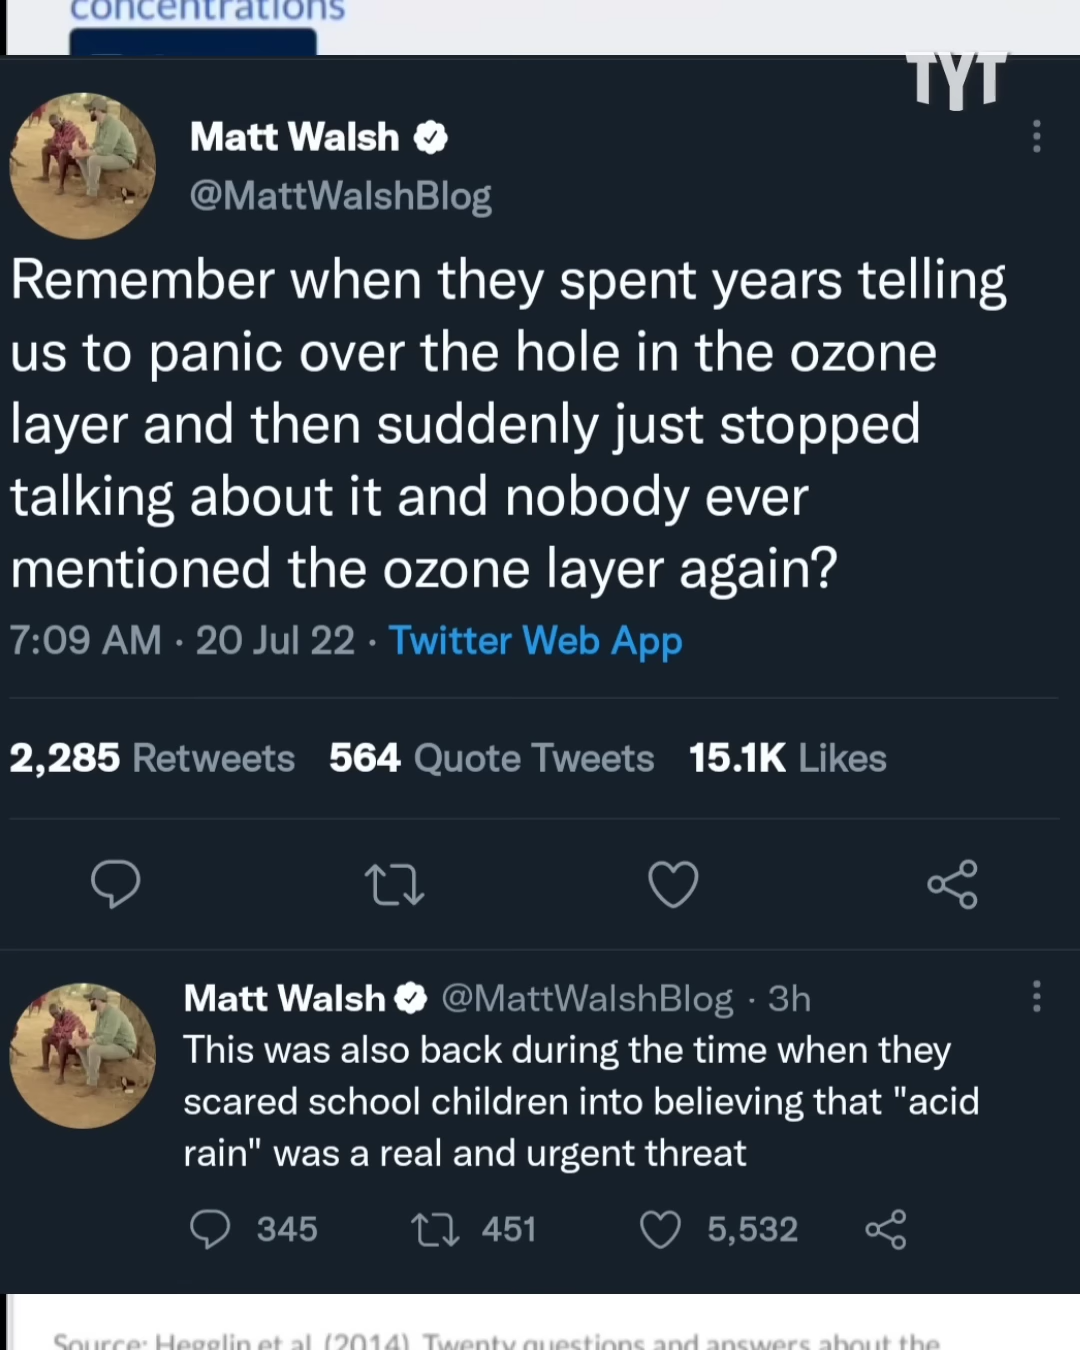 concentrations
TYT
Matt Walsh
@MattWalshBlog
Remember when they spent years telling
us to panic over the hole in the ozone
layer and then suddenly just stopped
talking about it and nobody ever
mentioned the ozone layer again?
7:09 AM · 20 Jul 22 · Twitter Web App
2,285 Retweets 564 Quote Tweets 15.1K Likes
Matt Walsh @MattWalshBlog · 3h
This was also back during the time when they
scared school children into believing that "acid
rain" was a real and urgent threat
345 451 5,532
Source: Hegglin et al. (2014). Twenty questions and answers about the